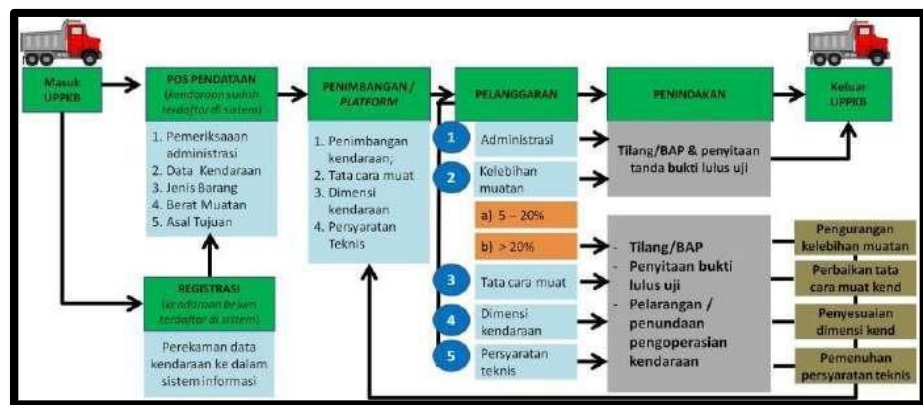 Masuk
UPPKB
POS PENDATAAN
(kendaraan sudah
terdaftar di sistem)
1. Pemeriksaaan
administrasi
2. Data Kendaraan
3. Jenis Barang
4. Berat Muatan
5. Asal Tujuan
REGISTRASI
(kendaraan belum
terdaftar di sistem)
Perekaman data
kendaraan ke dalam
sistem informasi
PENIMBANGAN /
PLATFORM
1. Penimbangan
kendaraan;
2. Tata cara muat
3. Dimensi
kendaraan
4. Persyaratan
Teknis
PELANGGARAN
1 Administrasi
2 Kelebihan
muatan
a) 5 – 20%
b) > 20%
3 Tata cara muat
4 Dimensi
kendaraan
5 Persyaratan
teknis
PENINDAKAN
Tilang/BAP & penyitaan
tanda bukti lulus uji
- Tilang/BAP
- Penyitaan bukti
lulus uji
- Pelarangan /
penundaan
pengoperasian
kendaraan
Keluar
UPPKB
Pengurangan
kelebihan muatan
Perbaikan tata
cara muat kend
Penyesuaian
dimensi kend
Pemenuhan
persyaratan teknis